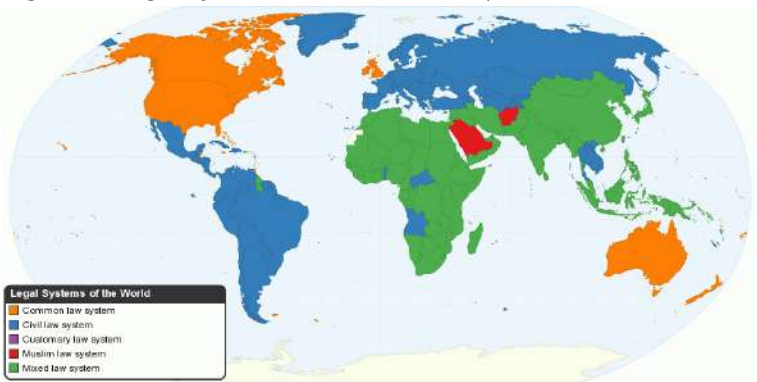 Legal Systems of the World
Common law system
Civil law system
Customary law system
Muslim law system
Mixed law system